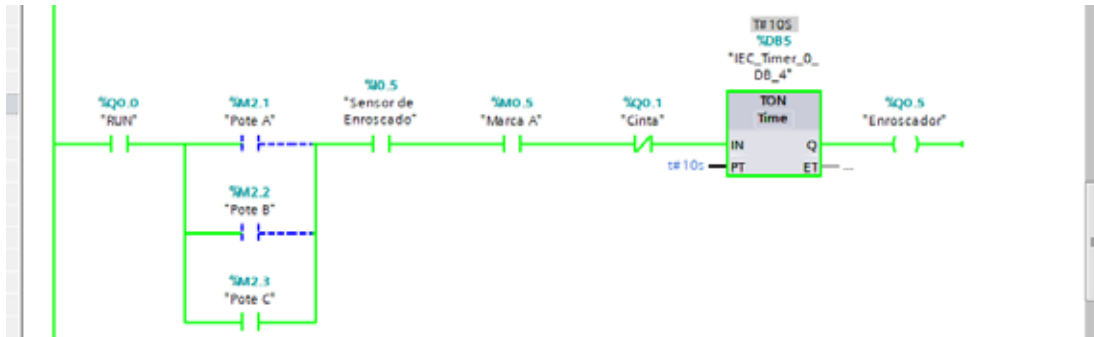 T#10S
%DB5
"IEC_Timer_0_
DB_4"
%Q0.0
"RUN"
%M2.1
"Pote A"
%I0.5
"Sensor de
Enroscado"
%M0.5
"Marca A"
%Q0.1
"Cinta"
TON
Time
%Q0.5
"Enroscador"
IN
Q
t#10s
PT
ET
...
%M2.2
"Pote B"
%M2.3
"Pote C"